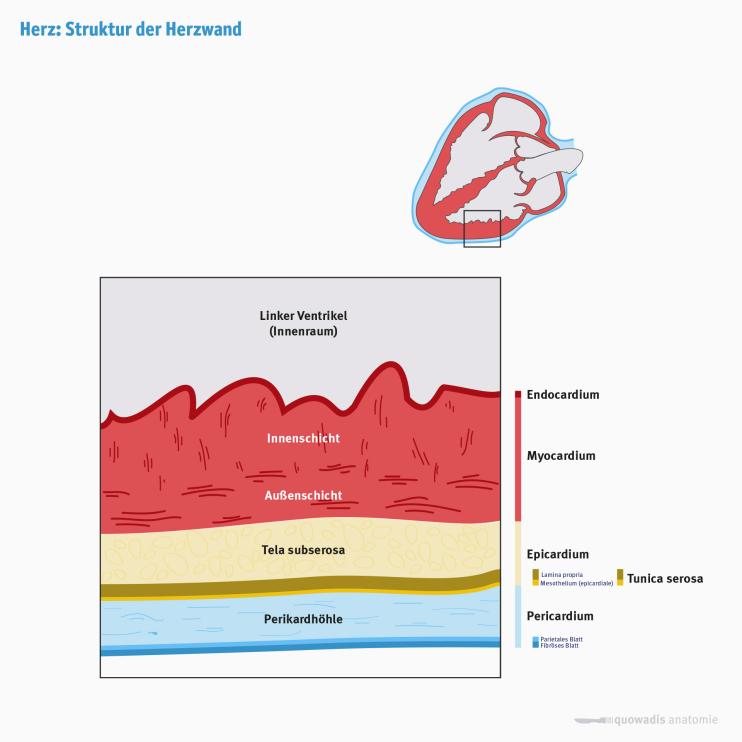 Herz: Struktur der Herzwand
Linker Ventrikel
(Innenraum)
Endocardium
Innenschicht
Myocardium
Außenschicht
Tela subserosa
Epicardium
Lamina propria
Mesothelium (epicardiale)
Tunica serosa
Perikardhöhle
Pericardium
Parietales Blatt
Fibröses Blatt
quowadis anatomie